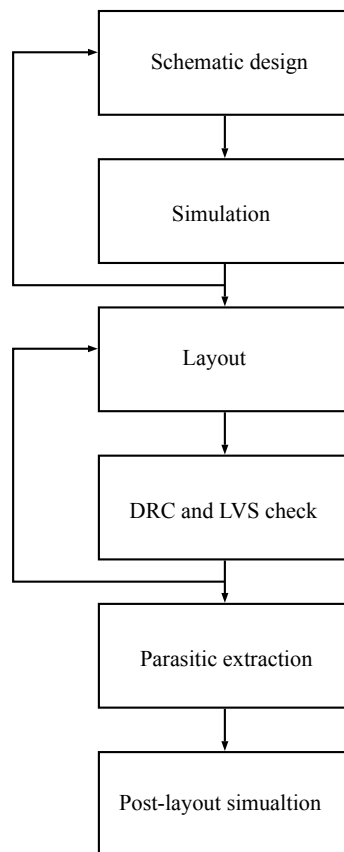 Schematic design
Simulation
Layout
DRC and LVS check
Parasitic extraction
Post-layout simualtion